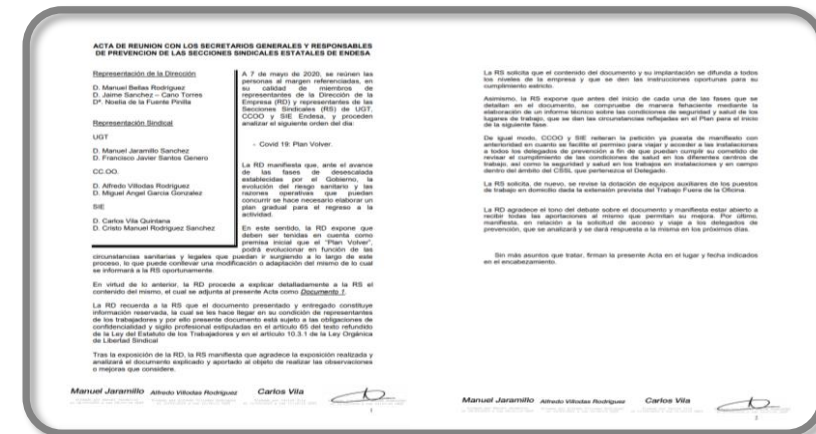 ACTA DE REUNION CON LOS SECRETARIOS GENERALES Y RESPONSABLES
DE PREVENCION DE LAS SECCIONES SINDICALES ESTATALES DE ENDESA
Representación de la Dirección
D. Manuel Bellas Rodríguez
D. Jaime Sanchez – Cano Torres
Dª. Noelia de la Fuente Pinilla
Representación Sindical
UGT
D. Manuel Jaramillo Sanchez
D. Francisco Javier Santos Genero
CC.OO.
D. Alfredo Villodas Rodriguez
D. Miguel Angel Garcia Gonzalez
SIE
D. Carlos Vila Quintana
D. Cristo Manuel Rodriguez Sanchez
A 7 de mayo de 2020, se reúnen las
personas al margen referenciadas, en
su calidad de miembros de
representantes de la Dirección de la
Empresa (RD) y representantes de las
Secciones Sindicales (RS) de UGT,
CCOO y SIE Endesa, y proceden
analizar el siguiente orden del día:
- Covid 19: Plan Volver.
La RD manifiesta que, ante el avance
de las fases de desescalada
establecidas por el Gobierno, la
evolución del riesgo sanitario y las
razones operativas que puedan
concurrir se hace necesario elaborar un
plan gradual para el regreso a la
actividad.
En este sentido, la RD expone que
deben ser tenidas en cuenta como
premisa inicial que el "Plan Volver",
podrá evolucionar en función de las
circunstancias sanitarias y legales que puedan ir surgiendo a lo largo de este
proceso, lo que puede conllevar una modificación o adaptación del mismo de lo cual
se informará a la RS oportunamente.
En virtud de lo anterior, la RD procede a explicar detalladamente a la RS el
contenido del mismo, el cual se adjunta al presente Acta como Documento 1.
La RD recuerda a la RS que el documento presentado y entregado constituye
información reservada, la cual se les hace llegar en su condición de representantes
de los trabajadores y por ello presente documento está sujeto a las obligaciones de
confidencialidad y sigilo profesional estipuladas en el artículo 65 del texto refundido
de la Ley del Estatuto de los Trabajadores y en el artículo 10.3.1 de la Ley Orgánica
de Libertad Sindical
Tras la exposición de la RD, la RS manifiesta que agradece la exposición realizada y
analizará el documento explicado y aportado al objeto de realizar las observaciones
o mejoras que considere.
Manuel Jaramillo Alfredo Villodas Rodriguez Carlos Vila
1
La RS solicita que el contenido del documento y su implantación se difunda a todos
los niveles de la empresa y que se den las instrucciones oportunas para su
cumplimiento estricto.
Asimismo, la RS expone que antes del inicio de cada una de las fases que se
detallan en el documento, se compruebe de manera fehaciente mediante la
elaboración de un informe técnico sobre las condiciones de seguridad y salud de los
lugares de trabajo, que se dan las circunstancias reflejadas en el Plan para el inicio
de la siguiente fase.
De igual modo, CCOO y SIE reiteran la petición ya puesta de manifiesto con
anterioridad en cuanto se facilite el permiso para viajar y acceder a las instalaciones
a todos los delegados de prevención a fin de que puedan cumplir su cometido de
revisar el cumplimiento de las condiciones de salud en los diferentes centros de
trabajo, así como la seguridad y salud en los trabajos en instalaciones y en campo
dentro del ámbito del CSSL que pertenezca el Delegado.
La RS solicita, de nuevo, se revise la dotación de equipos auxiliares de los puestos
de trabajo en domicilio dada la extensión prevista del Trabajo Fuera de la Oficina.
La RD agradece el tono del debate sobre el documento y manifiesta estar abierto a
recibir todas las aportaciones al mismo que permitan su mejora. Por último,
manifiesta, en relación a la solicitud de acceso y viaje a los delegados de
prevención, que se analizará y se dará respuesta a la misma en los próximos días.
Sin más asuntos que tratar, firman la presente Acta en el lugar y fecha indicados
en el encabezamiento.
Manuel Jaramillo Alfredo Villodas Rodriguez Carlos Vila
2